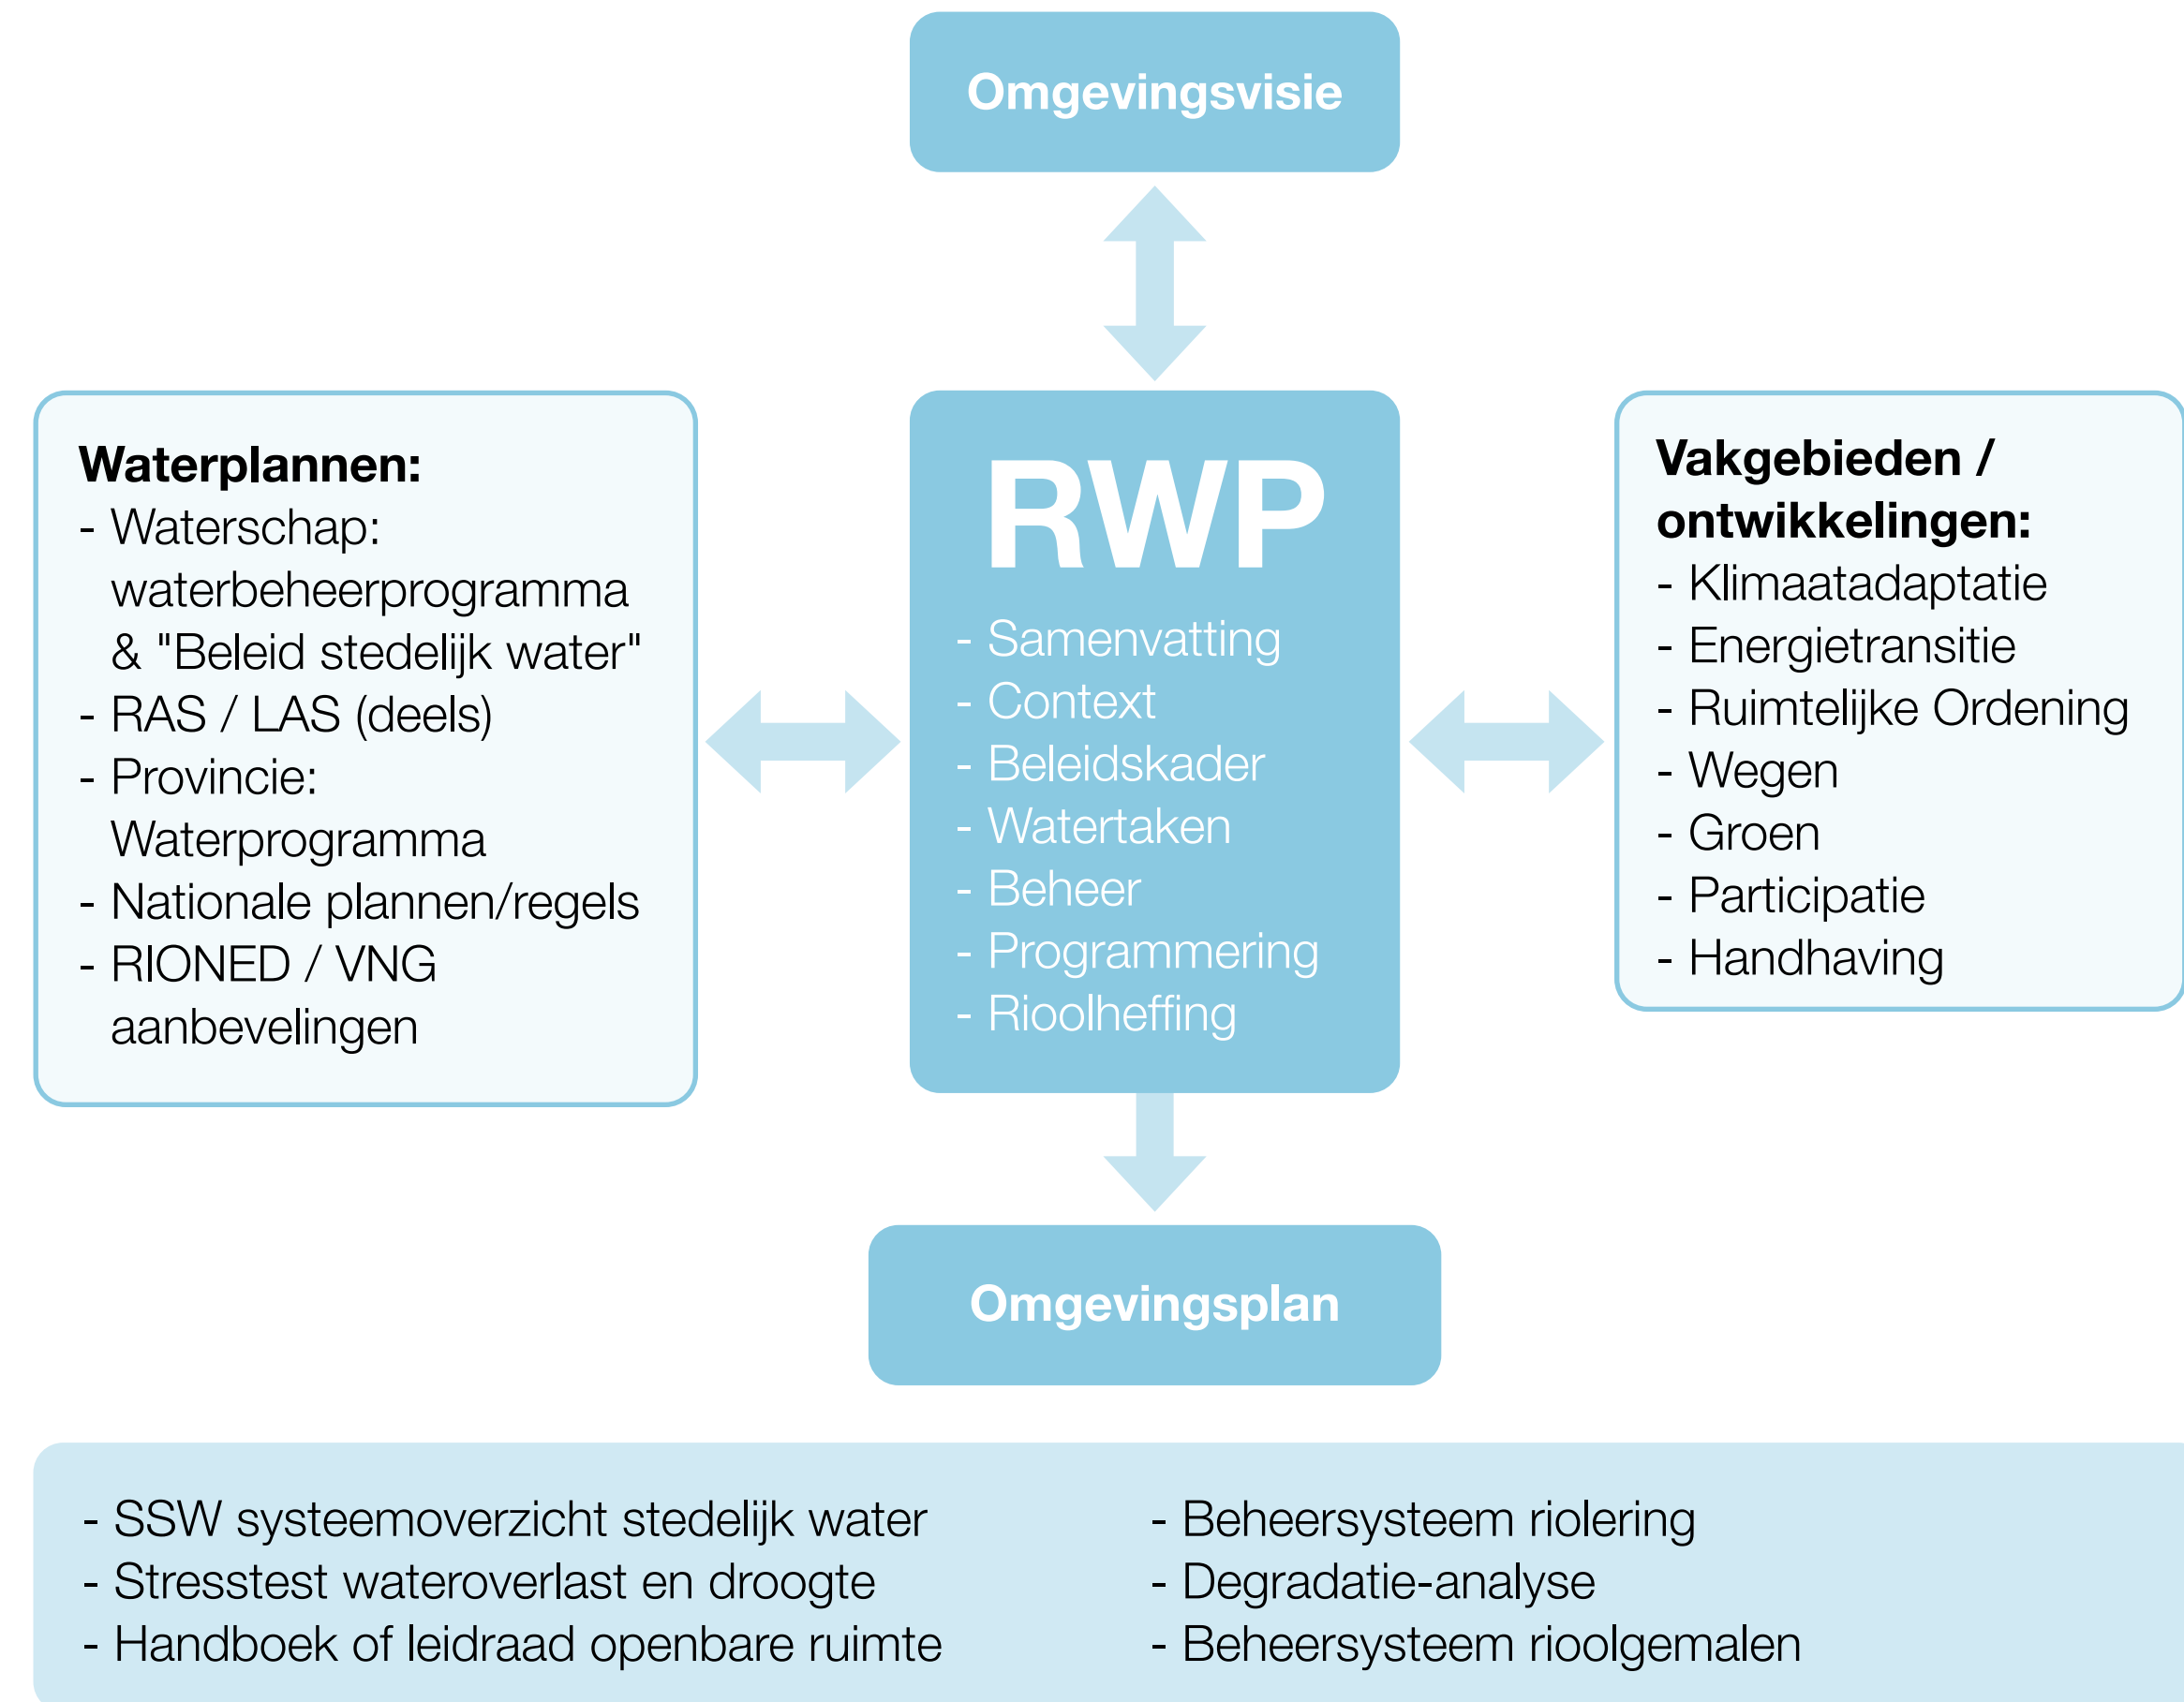 Omgevingsvisie
Waterplannen:
- Waterschap:
waterbeheerprogramma
& "Beleid stedelijk water"
- RAS / LAS (deels)
- Provincie:
Waterprogramma
- Nationale plannen/regels
- RIONED / VNG
aanbevelingen
RWP
- Samenvatting
- Context
- Beleidskader
- Watertaken
- Beheer
- Programmering
- Rioolheffing
Vakgebieden /
ontwikkelingen:
- Klimaatadaptatie
- Energietransitie
- Ruimtelijke Ordening
- Wegen
- Groen
- Participatie
- Handhaving
Omgevingsplan
- SSW systeemoverzicht stedelijk water
- Stresstest wateroverlast en droogte
- Handboek of leidraad openbare ruimte
- Beheersysteem riolering
- Degradatie-analyse
- Beheersysteem rioolgemalen